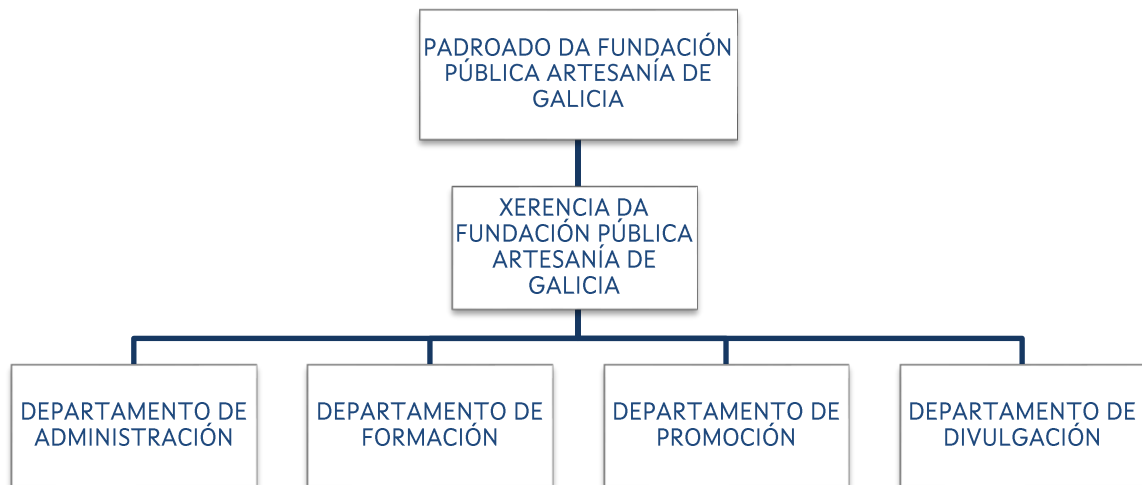 PADROADO DA FUNDACIÓN
PÚBLICA ARTESANÍA DE
GALICIA
XERENCIA DA
FUNDACIÓN PÚBLICA
ARTESANÍA DE
GALICIA
DEPARTAMENTO DE
ADMINISTRACIÓN
DEPARTAMENTO DE
FORMACIÓN
DEPARTAMENTO DE
PROMOCIÓN
DEPARTAMENTO DE
DIVULGACIÓN